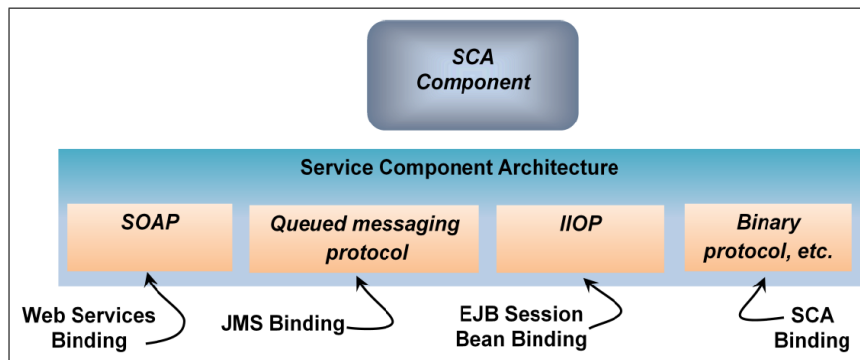 SCA
Component
Service Component Architecture
SOAP
Queued messaging
protocol
IIOP
Binary
protocol, etc.
Web Services
Binding
JMS Binding
EJB Session
Bean Binding
SCA
Binding